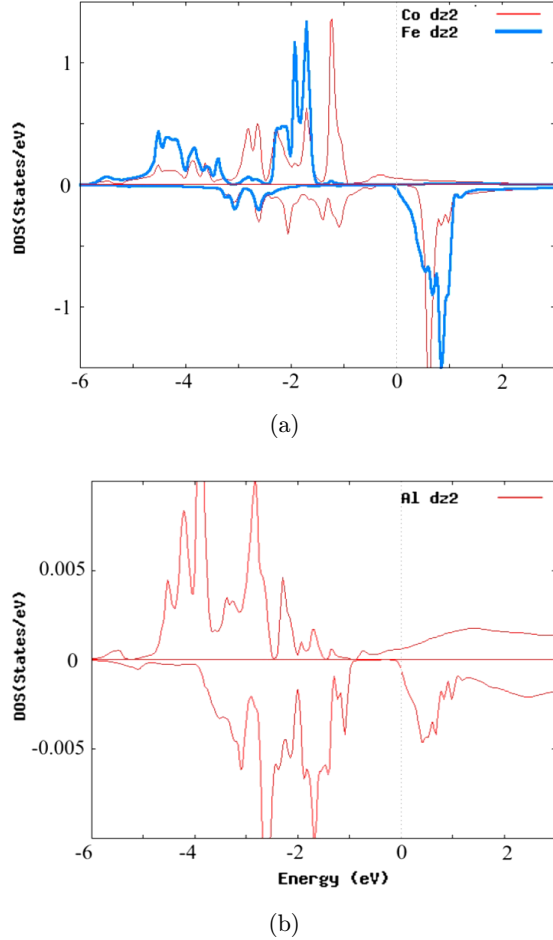 Co dz2
Fe dz2
1
0
-1
DOS(States/eV)
-6 -4 -2 0 2
(a)
Al dz2
0.005
0
-0.005
DOS(States/eV)
-6 -4 -2 0 2
Energy (eV)
(b)